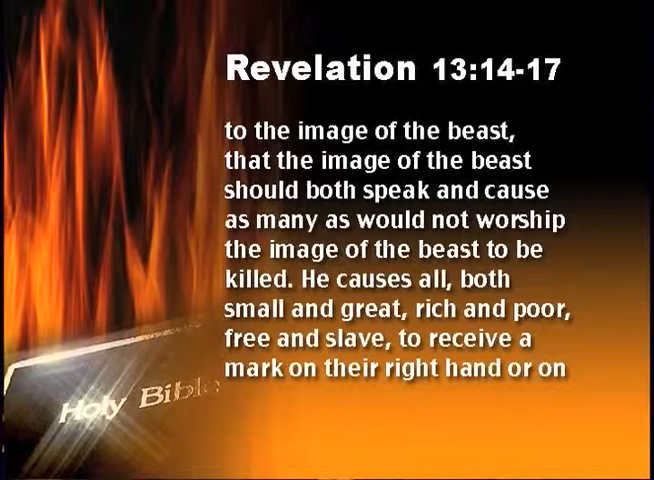 Revelation 13:14-17
to the image of the beast,
that the image of the beast
should both speak and cause
as many as would not worship
the image of the beast to be
killed. He causes all, both
small and great, rich and poor,
free and slave, to receive a
mark on their right hand or on
Holy Bible